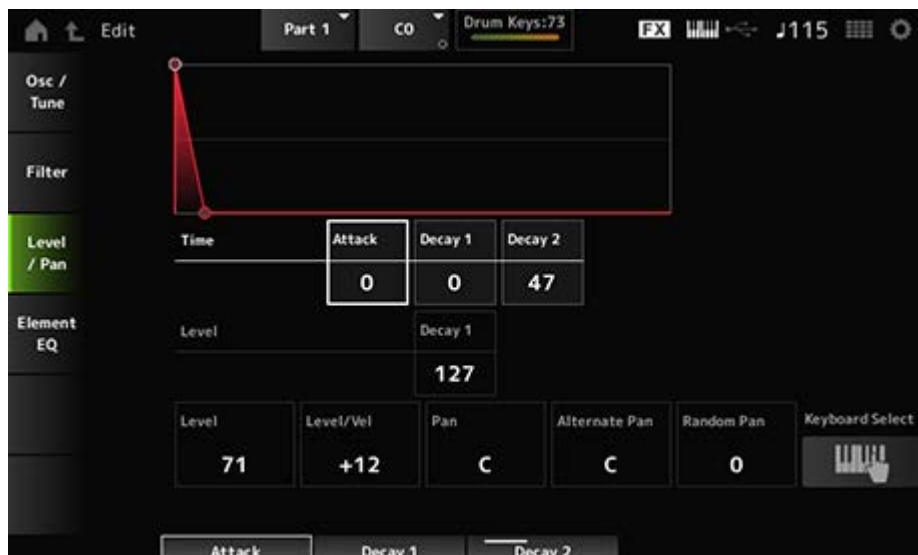 Edit
Part 1
C0
Drum Keys:73
FX
♩115
Osc /
Tune
Filter
Level
/ Pan
Element
EQ
Time
Attack
Decay 1
Decay 2
0
0
47
Level
Decay 1
127
Level
Level/Vel
Pan
Alternate Pan
Random Pan
Keyboard Select
71
+12
C
C
0
Attack
Decay 1
Decay 2